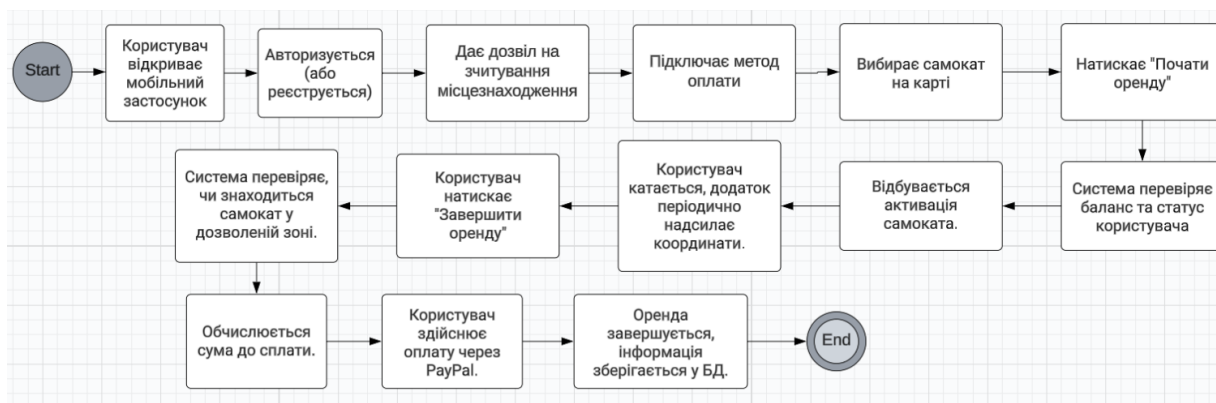 Start
Користувач
відкриває
мобільний
застосунок
Авторизується
(або
реєструється)
Дає дозвіл на
зчитування
місцезнаходження
Підключає метод
оплати
Вибирає самокат
на карті
Натискає "Почати
оренду"
Система перевіряє
баланс та статус
користувача
Відбувається
активація
самоката.
Користувач
катається, додаток
періодично
надсилає
координати.
Користувач
натискає
"Завершити
оренду"
Система перевіряє,
чи знаходиться
самокат у
дозволеній зоні.
Обчислюється
сума до сплати.
Користувач
здійснює
оплату через
PayPal.
Оренда
завершується,
інформація
зберігається у БД.
End